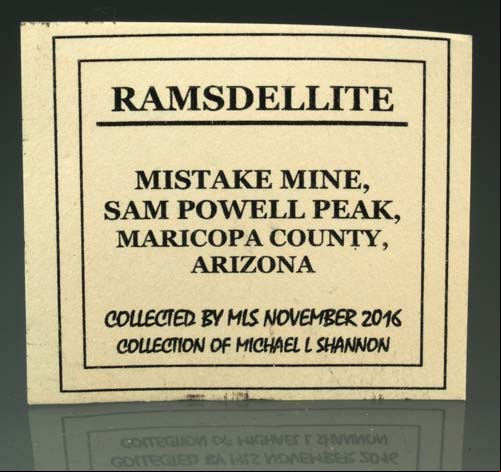 RAMSDELLITE
MISTAKE MINE,
SAM POWELL PEAK,
MARICOPA COUNTY,
ARIZONA
COLLECTED BY MLS NOVEMBER 2016
COLLECTION OF MICHAEL L SHANNON